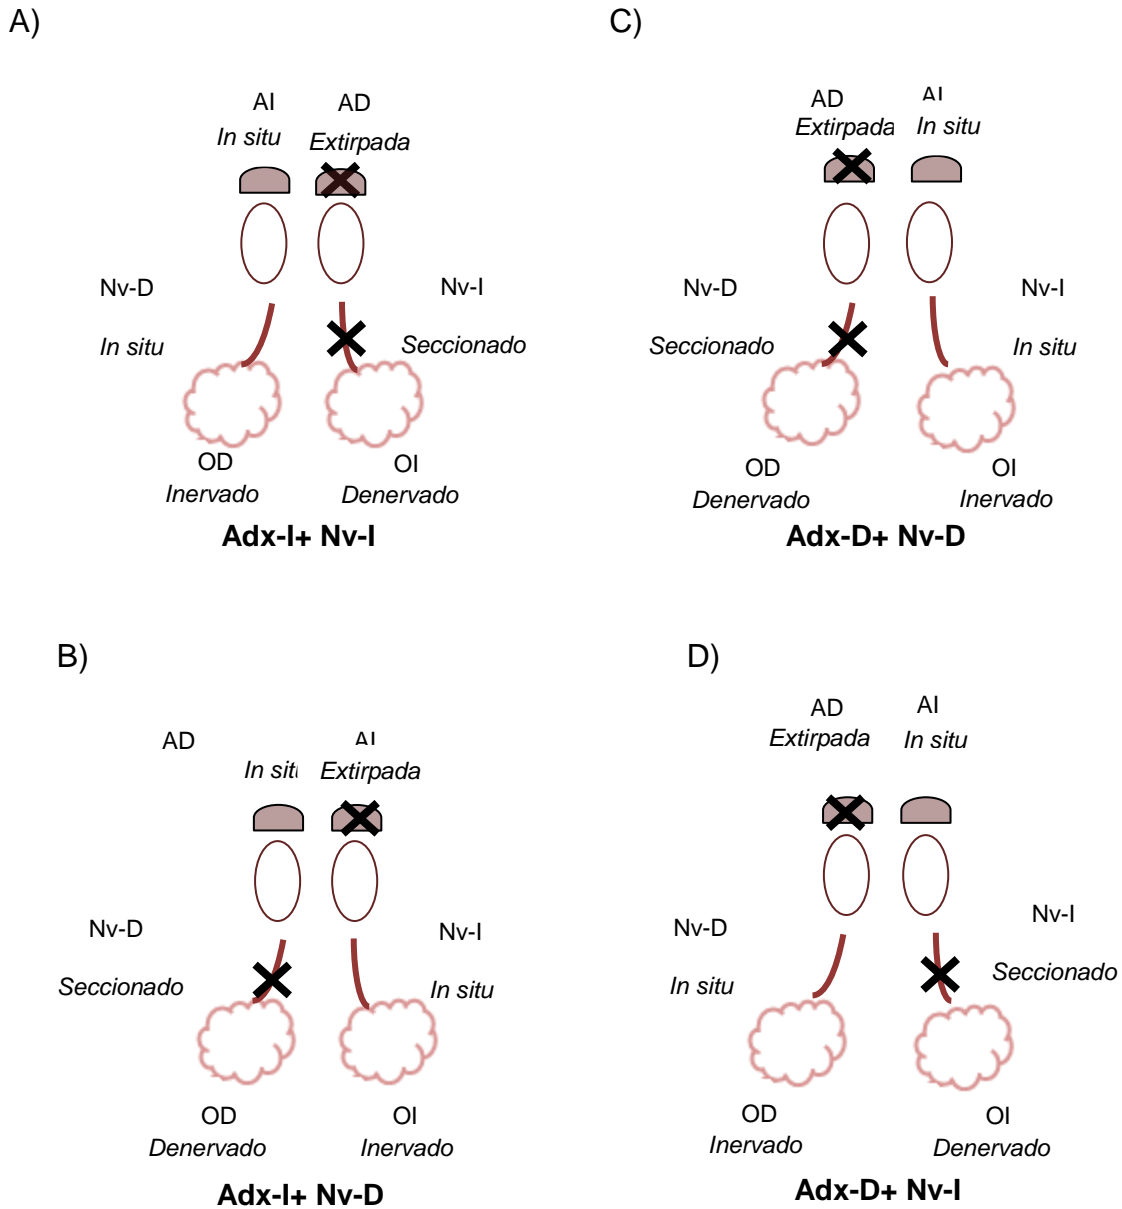 A)
AI
AD
In situ
Extirpada
Nv-D
Nv-I
In situ
Seccionado
OD
OI
Inervado
Denervado
Adx-I+ Nv-I
C)
AD
AI
Extirpada
In situ
Nv-D
Nv-I
Seccionado
In situ
OD
OI
Denervado
Inervado
Adx-D+ Nv-D
B)
AD
AI
In situ
Extirpada
Nv-D
Nv-I
Seccionado
In situ
OD
OI
Denervado
Inervado
Adx-I+ Nv-D
D)
AD
AI
Extirpada
In situ
Nv-D
Nv-I
In situ
Seccionado
OD
OI
Inervado
Denervado
Adx-D+ Nv-I